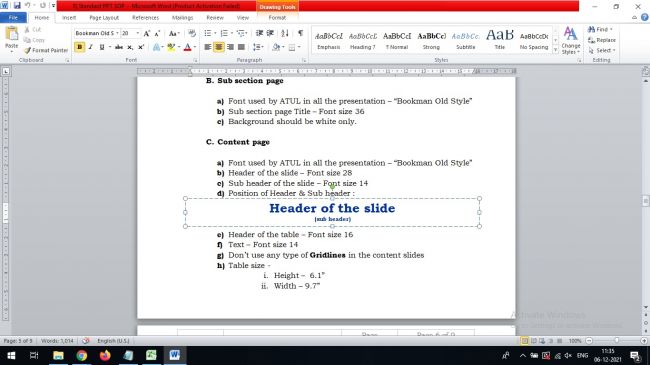 TJ Standard PPT SOP - Microsoft Word (Product Activation Failed)
Drawing Tools
File Home Insert Page Layout References Mailings Review View Format
Paste
Cut
Copy
Format Painter
Clipboard
Bookman Old S 20
Font
Paragraph
AaBbCcI AaBbCcL AaBbCcI AaBbCc. AaB AaBbCcDc
Emphasis Heading 7 ¶ Normal Strong Subtitle Title No Spacing
Styles
Change Styles
Find
Replace
Select
Editing
B. Sub section page
a) Font used by ATUL in all the presentation – “Bookman Old Style”
b) Sub section page Title – Font size 36
c) Background should be white only.
C. Content page
a) Font used by ATUL in all the presentation – “Bookman Old Style”
b) Header of the slide – Font size 28
c) Sub header of the slide – Font size 14
d) Position of Header & Sub header :
Header of the slide
(sub header)
e) Header of the table – Font size 16
f) Text – Font size 14
g) Don’t use any type of Gridlines in the content slides
h) Table size -
i. Height – 6.1”
ii. Width – 9.7”
Activate Windows
Go to Settings to activate Windows.
Page Page 6 of 9
Page: 5 of 9 Words: 1,014 English (U.S.) 100%
ENG 11:35
06-12-2021